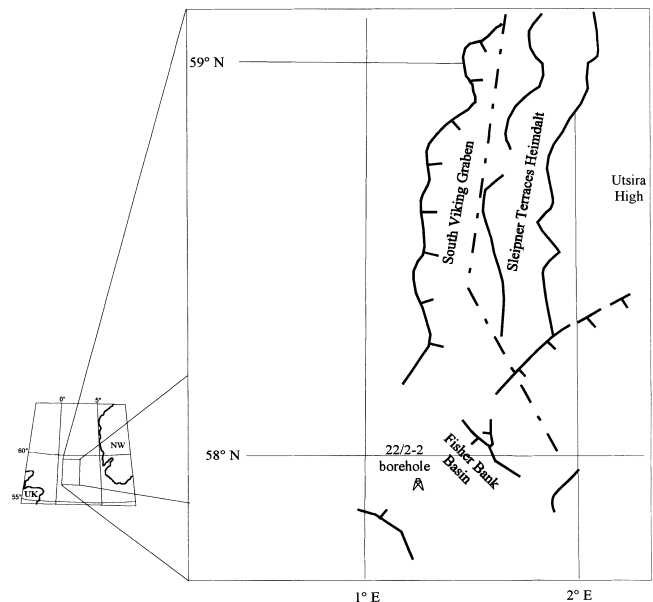 59° N
South Viking Graben
Sleipner Terraces Heimdalt
Utsira
High
0°
5°
NW
60°
UK
55°
58° N
22/2-2
borehole
Fisher Bank
Basin
1° E
2° E